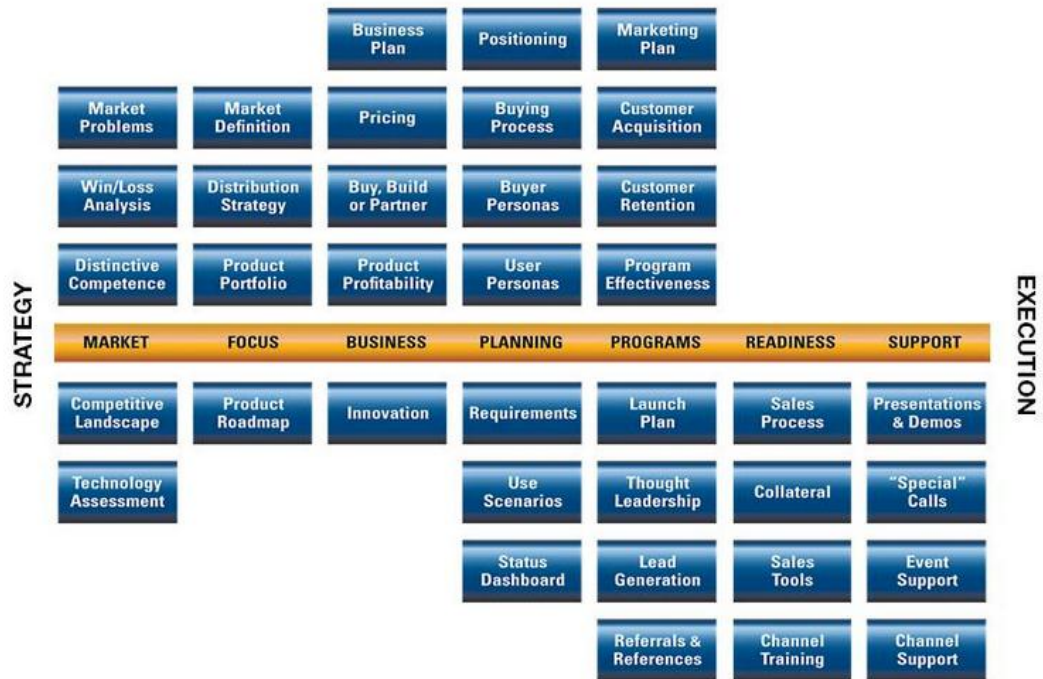 Business
Plan
Positioning
Marketing
Plan
Market
Problems
Market
Definition
Pricing
Buying
Process
Customer
Acquisition
Win/Loss
Analysis
Distribution
Strategy
Buy, Build
or Partner
Buyer
Personas
Customer
Retention
Distinctive
Competence
Product
Portfolio
Product
Profitability
User
Personas
Program
Effectiveness
STRATEGY
MARKET FOCUS BUSINESS PLANNING PROGRAMS READINESS SUPPORT
EXECUTION
Competitive
Landscape
Product
Roadmap
Innovation
Requirements
Launch
Plan
Sales
Process
Presentations
& Demos
Technology
Assessment
Use
Scenarios
Thought
Leadership
Collateral
“Special”
Calls
Status
Dashboard
Lead
Generation
Sales
Tools
Event
Support
Referrals &
References
Channel
Training
Channel
Support